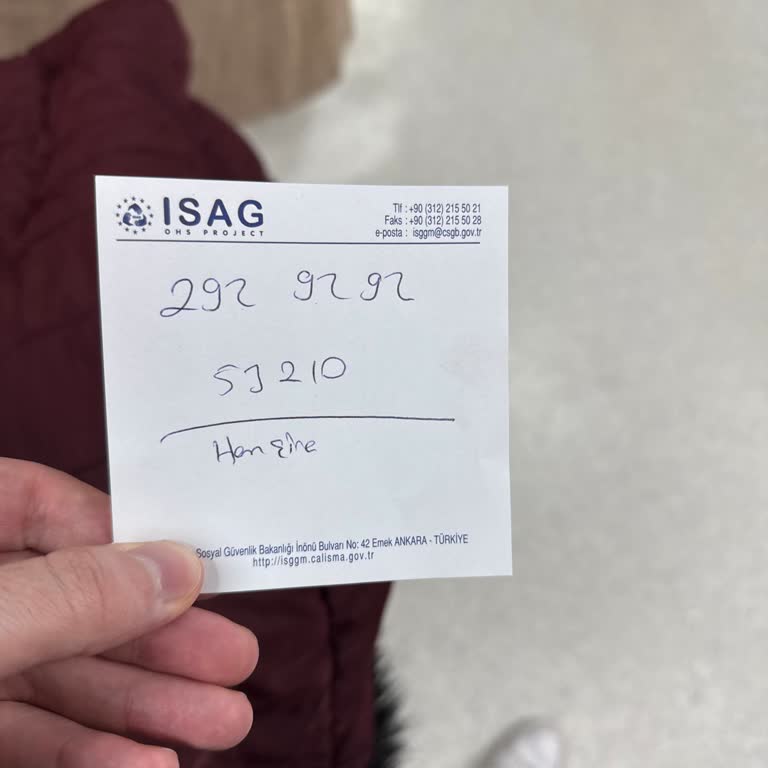 ISAG
OHS PROJECT
Tlf : +90 (312) 215 50 21
Faks : +90 (312) 215 50 28
e-posta : isggm@csgb.gov.tr
292 92 92
210
Sosyal Güvenlik Bakanlığı İnönü Bulvarı No: 42 Emek ANKARA - TÜRKİYE
http://isggm.calisma.gov.tr